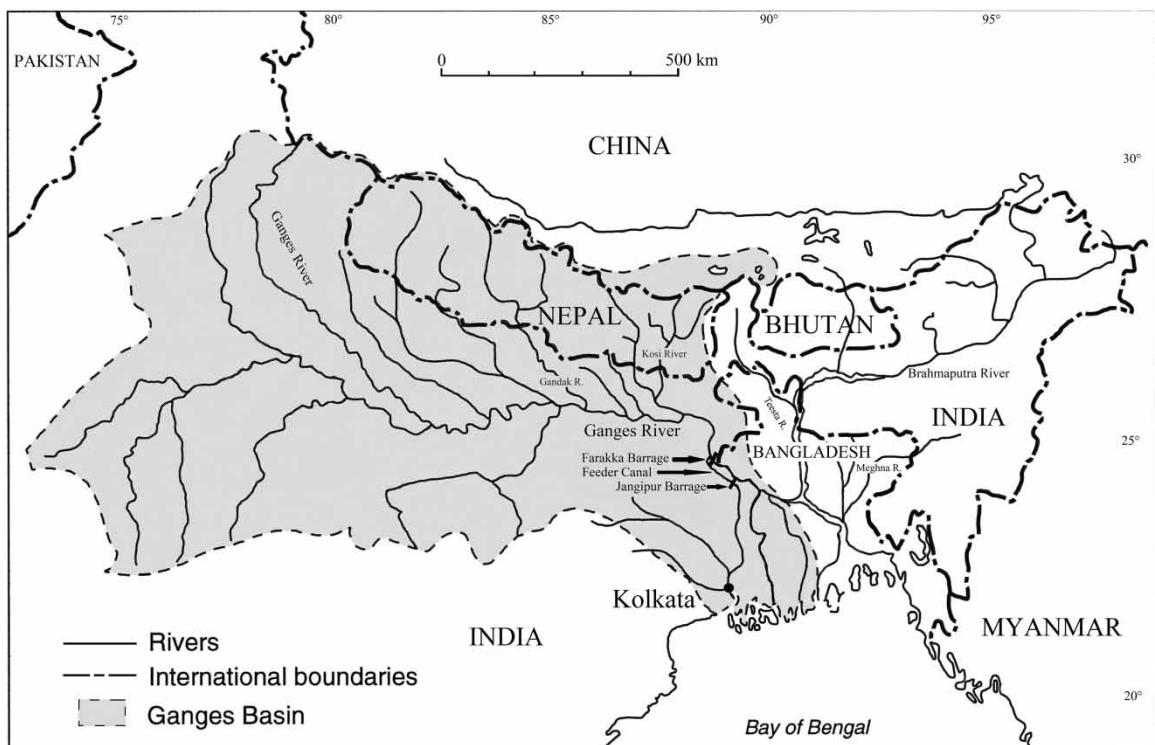 75°
80°
85°
90°
95°
PAKISTAN
0
500 km
CHINA
30°
Ganges River
NEPAL
BHUTAN
Kosi River
Brahmaputra River
Gandak R.
Teesta R.
INDIA
Ganges River
25°
BANGLADESH
Farakka Barrage
Feeder Canal
Meghna R.
Jangipur Barrage
Kolkata
INDIA
MYANMAR
Rivers
International boundaries
Ganges Basin
20°
Bay of Bengal